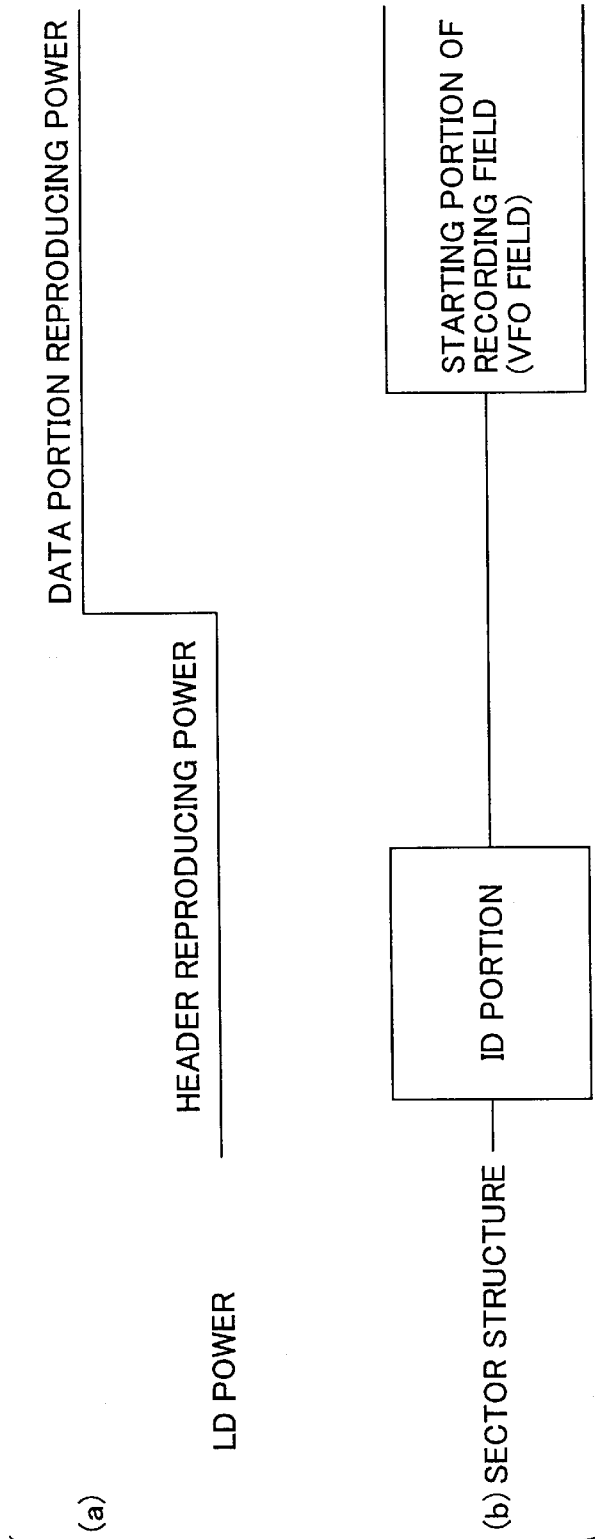 (a)
DATA PORTION REPRODUCING POWER
HEADER REPRODUCING POWER
LD POWER
(b) SECTOR STRUCTURE
ID PORTION
STARTING PORTION OF
RECORDING FIELD
(VFO FIELD)